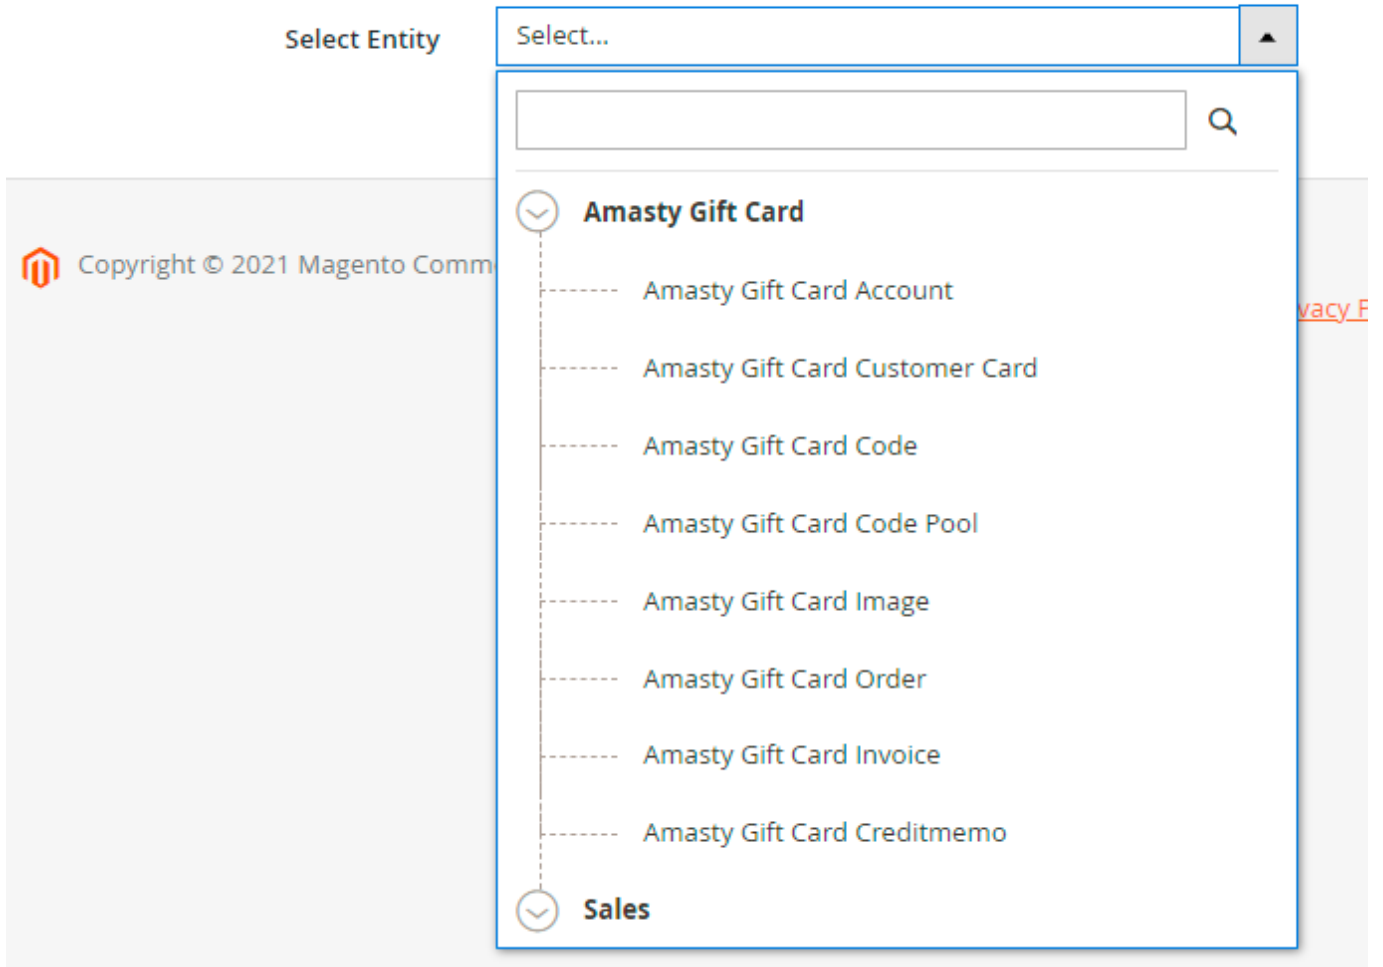 Select Entity
Select...
Amasty Gift Card
Copyright © 2021 Magento Comm
Amasty Gift Card Account
vacy
Amasty Gift Card Customer Card
Amasty Gift Card Code
Amasty Gift Card Code Pool
Amasty Gift Card Image
Amasty Gift Card Order
Amasty Gift Card Invoice
Amasty Gift Card Creditmemo
Sales